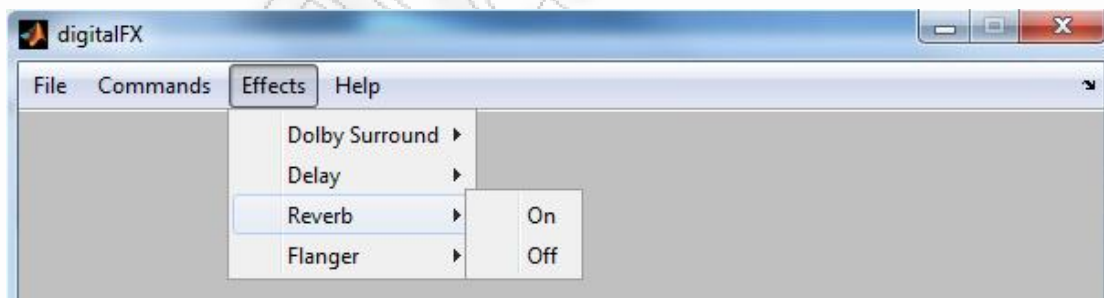 digitalFX
File Commands Effects Help
Dolby Surround
Delay
Reverb On
Flanger Off